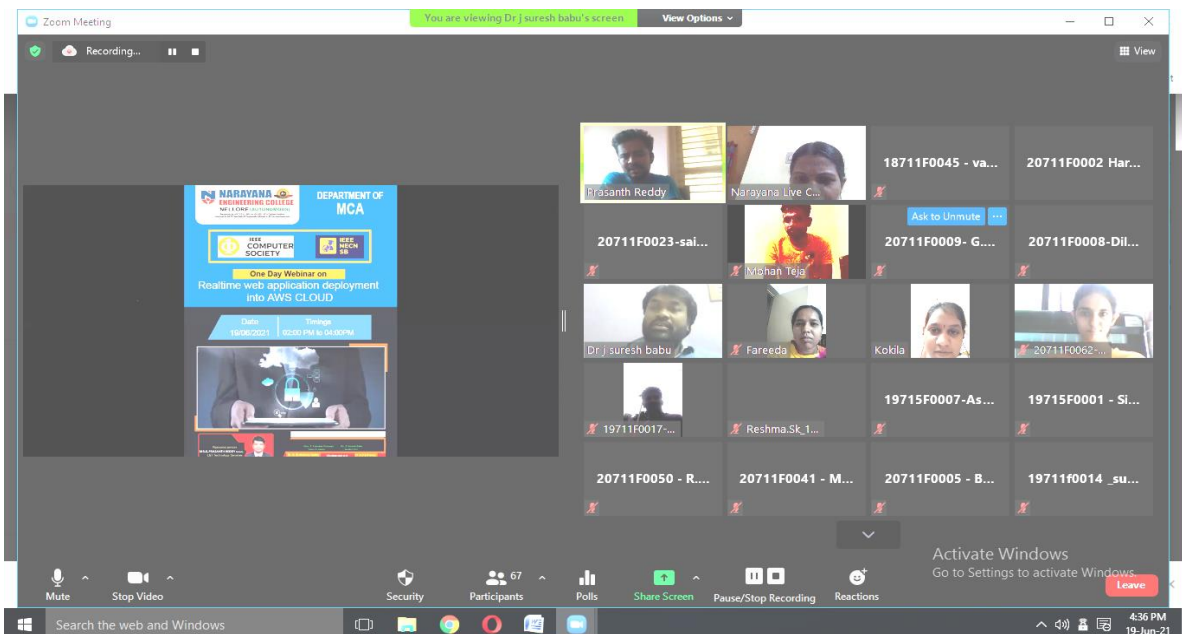 Zoom Meeting
You are viewing Dr j suresh babu's screen
View Options
Recording...
View
NARAYANA
ENGINEERING COLLEGE
NELLORE
DEPARTMENT OF
MCA
IEEE
COMPUTER
SOCIETY
IEEE
NECN
SB
One Day Webinar on
Realtime web application deployment
into AWS CLOUD
Date
19/06/2021
Timings
02:00 PM to 04:00PM
Prasanth Reddy
Narayana Live C...
18711F0045 - va...
20711F0002 Har...
20711F0023-sai...
Mohan Teja
Ask to Unmute
20711F0009- G....
20711F0008-Dil...
Dr j suresh babu
Fareeda
Kokila
20711F0062-...
19711F0017-...
Reshma.Sk_1...
19715F0007-As...
19715F0001 - Si...
20711F0050 - R....
20711F0041 - M...
20711F0005 - B...
19711f0014 _su...
Activate Windows
Go to Settings to activate Windows.
Mute
Stop Video
Security
67
Participants
Polls
Share Screen
Pause/Stop Recording
Reactions
Leave
Search the web and Windows
4:36 PM
19-Jun-21